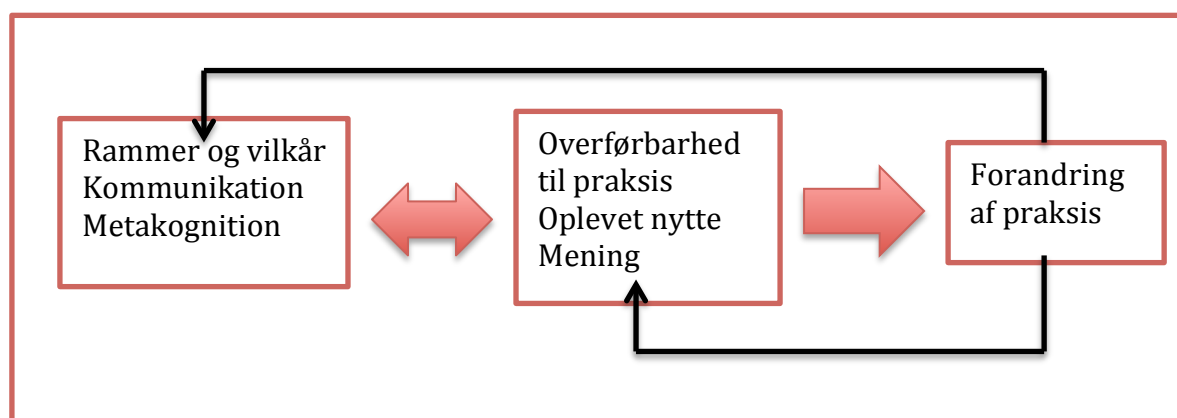 Rammer og vilkår
Kommunikation
Metakognition
Overførbarhed
til praksis
Oplevet nytte
Mening
Forandring
af praksis